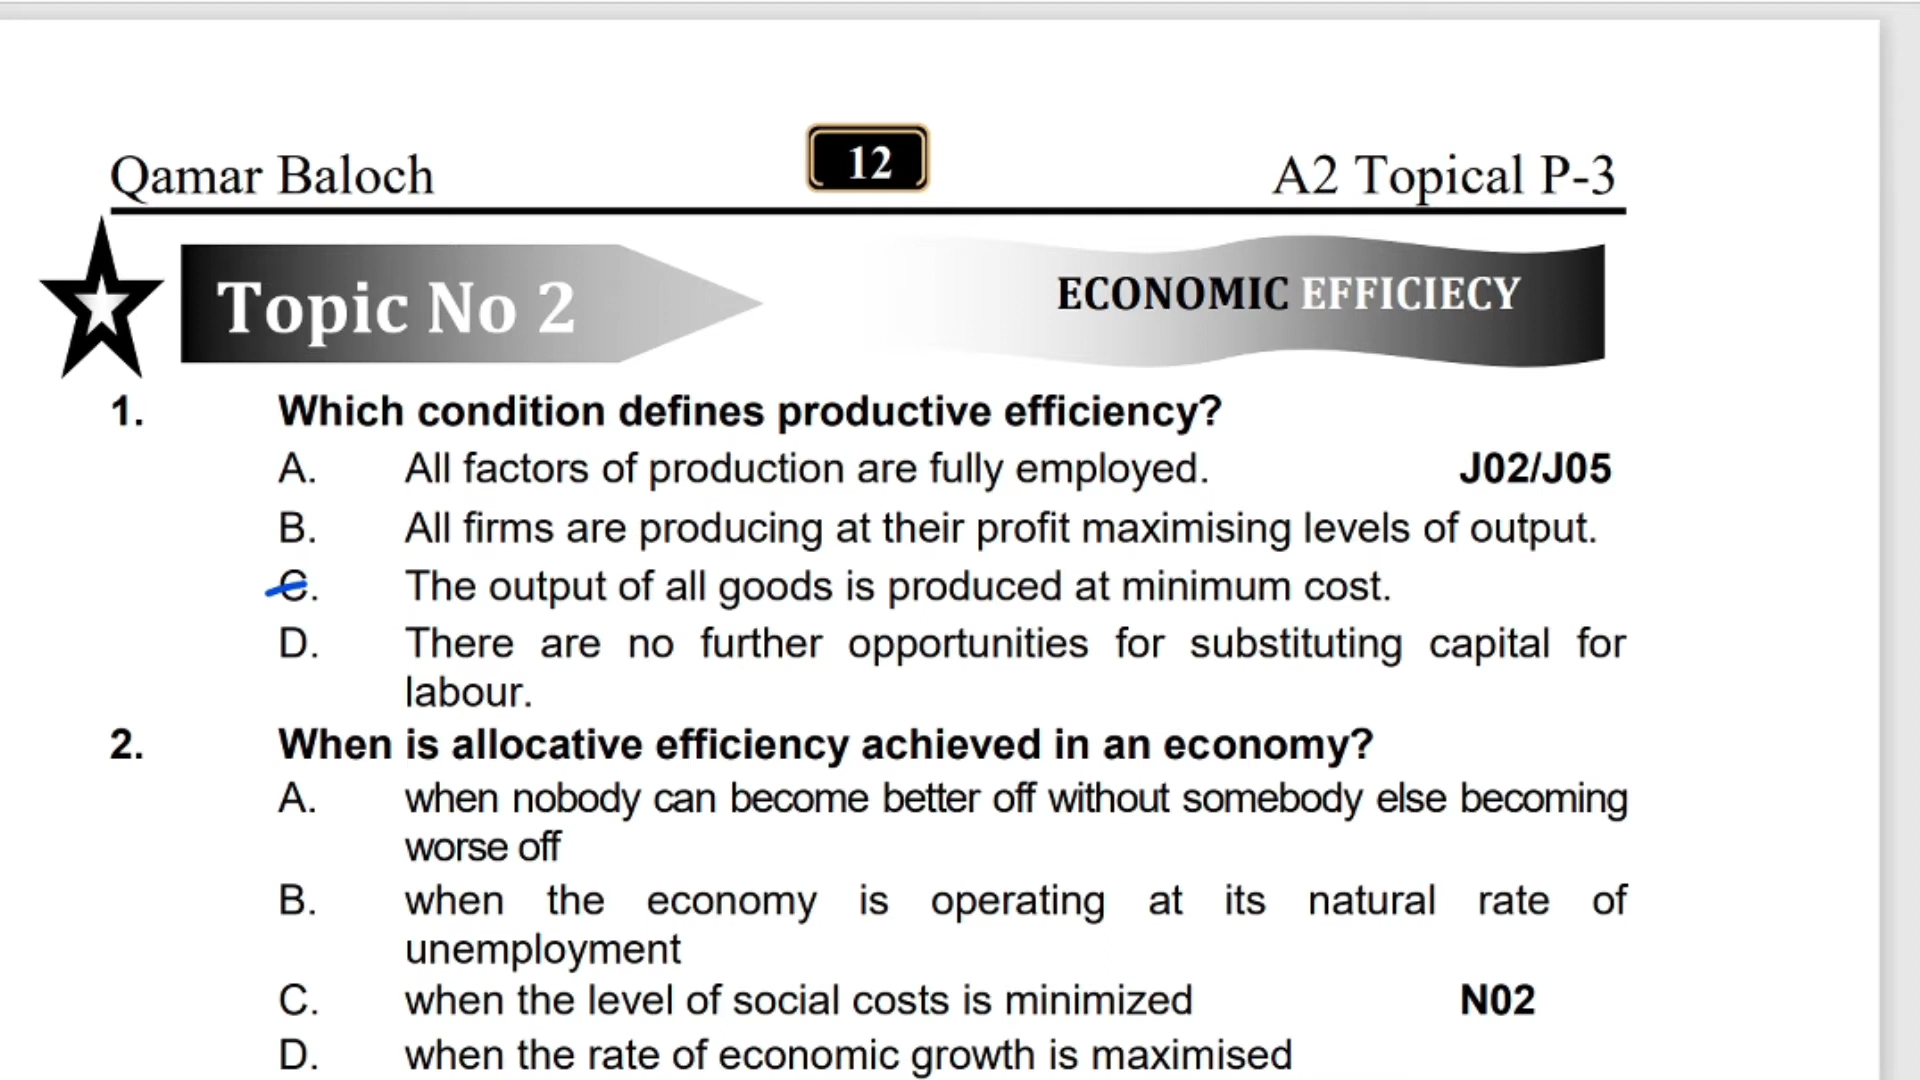 Qamar Baloch 12 A2 Topical P-3
Topic No 2 ECONOMIC EFFICIECY
1. Which condition defines productive efficiency?
A. All factors of production are fully employed. J02/J05
B. All firms are producing at their profit maximising levels of output.
C. The output of all goods is produced at minimum cost.
D. There are no further opportunities for substituting capital for
labour.
2. When is allocative efficiency achieved in an economy?
A. when nobody can become better off without somebody else becoming
worse off
B. when the economy is operating at its natural rate of
unemployment
C. when the level of social costs is minimized N02
D. when the rate of economic growth is maximised